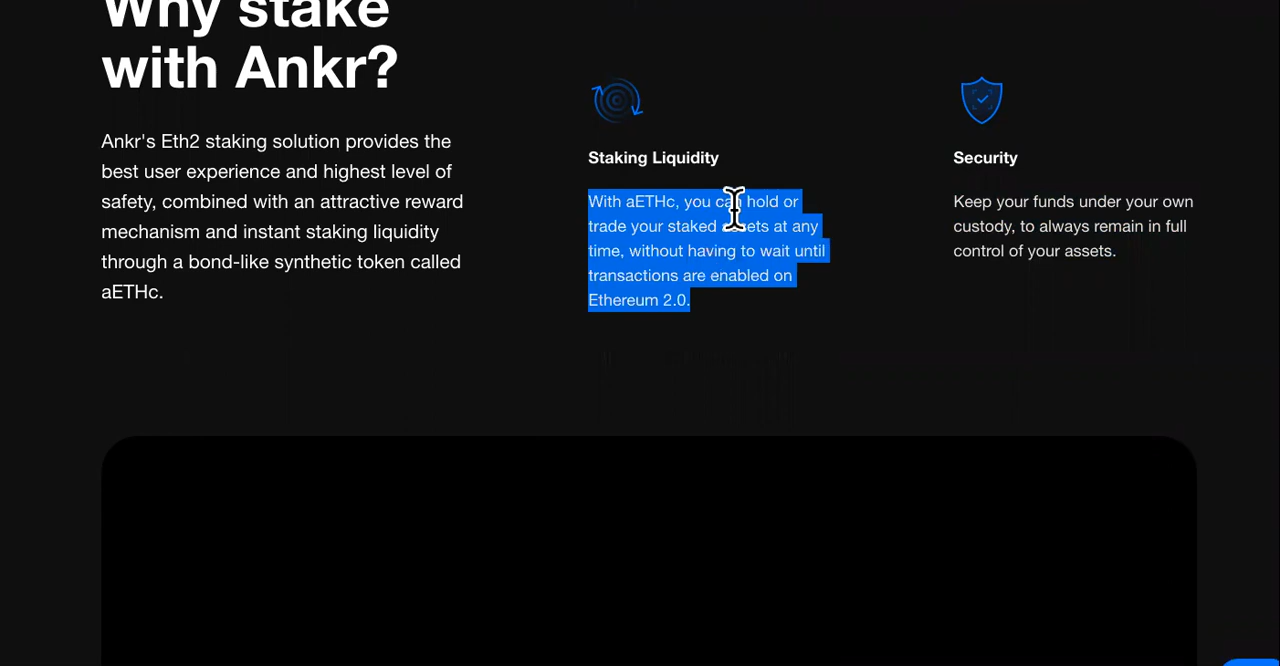 Why stake
with Ankr?
Ankr's Eth2 staking solution provides the
best user experience and highest level of
safety, combined with an attractive reward
mechanism and instant staking liquidity
through a bond-like synthetic token called
aETHc.
Staking Liquidity
With aETHc, you can hold or
trade your staked assets at any
time, without having to wait until
transactions are enabled on
Ethereum 2.0.
Security
Keep your funds under your own
custody, to always remain in full
control of your assets.